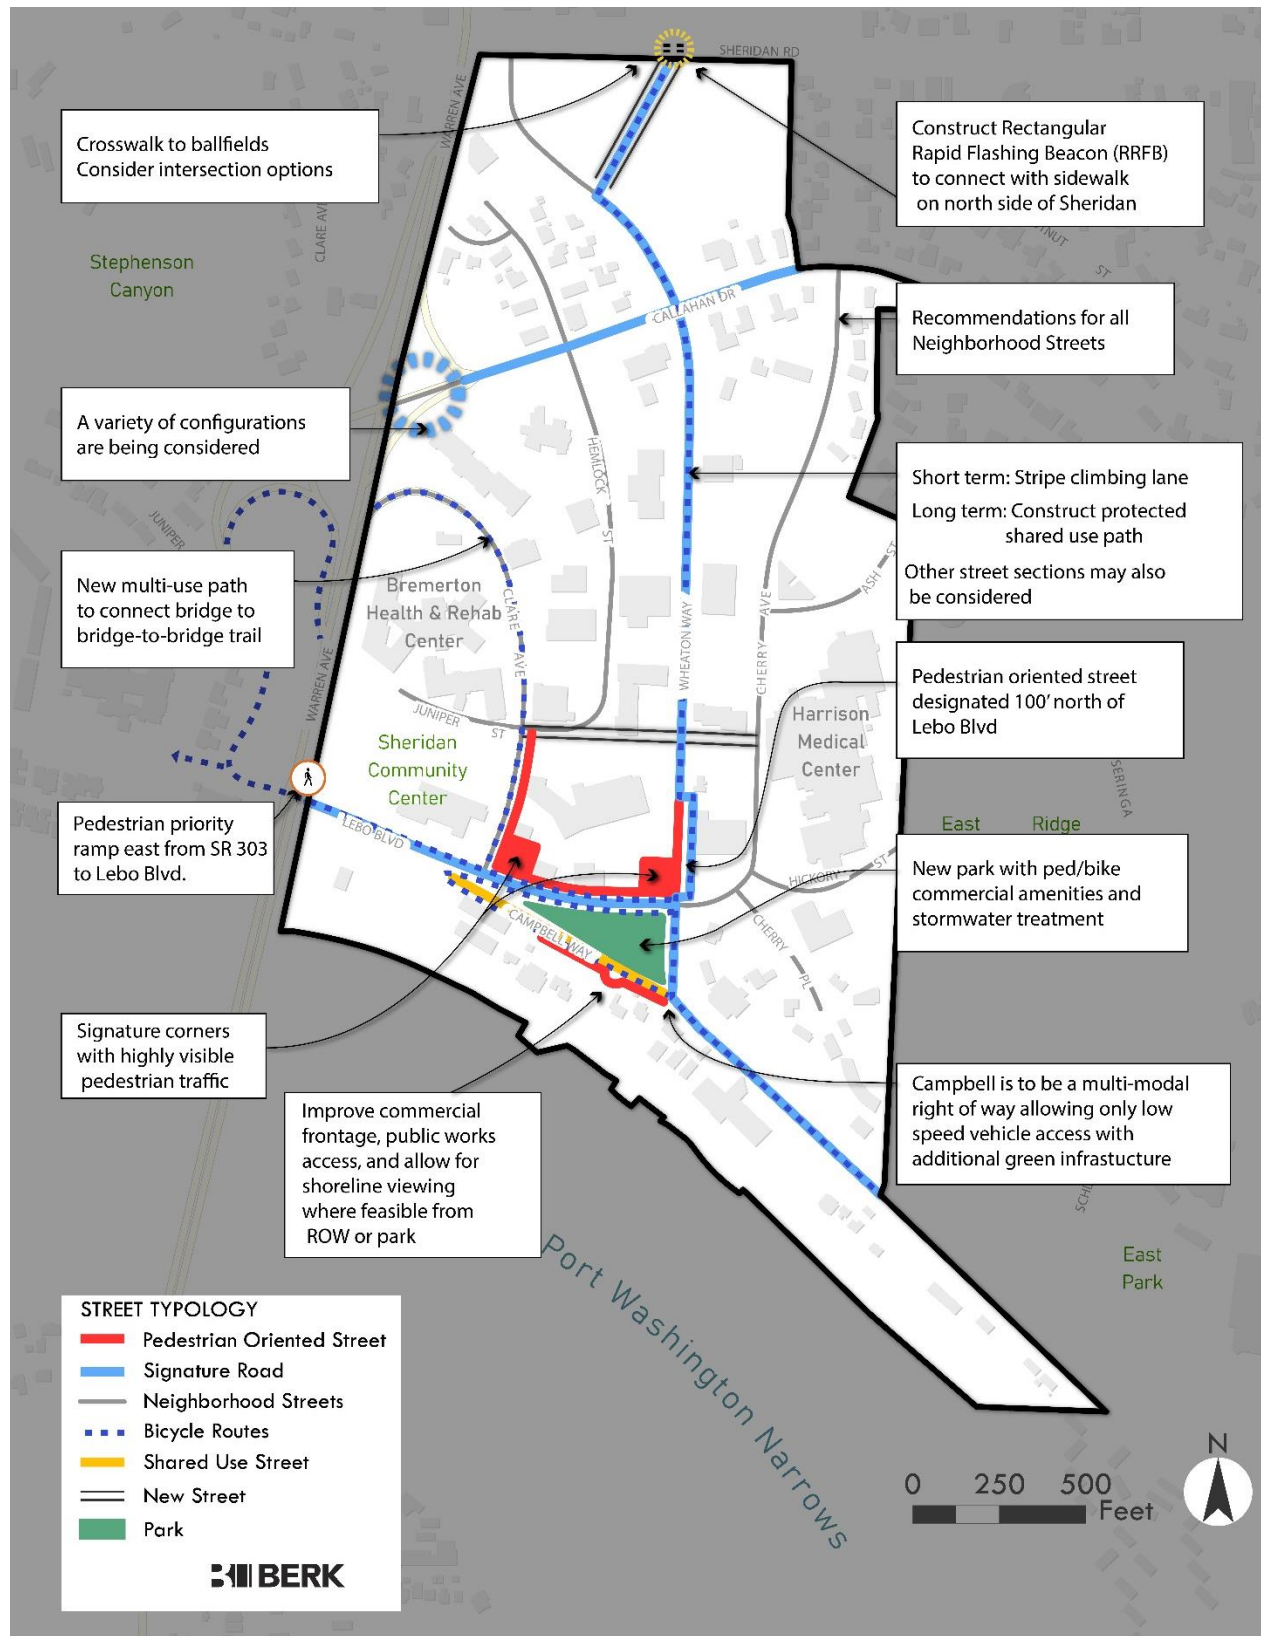 SHERIDAN RD
WARREN AVE
Crosswalk to ballfields
Consider intersection options
Construct Rectangular
Rapid Flashing Beacon (RRFB)
to connect with sidewalk
on north side of Sheridan
CLARE AVE
NUT
ST
Stephenson
Canyon
CALLAHAN DR
Recommendations for all
Neighborhood Streets
A variety of configurations
are being considered
HEMLOCK
ST
Short term: Stripe climbing lane
Long term: Construct protected
shared use path
Other street sections may also
be considered
JUNIPER
New multi-use path
to connect bridge to
bridge-to-bridge trail
Bremerton
Health & Rehab
Center
CLARE
AVE
WHEATON WAY
CHERRY
AVE
ASH
ST
WARREN AVE
Pedestrian oriented street
designated 100' north of
Lebo Blvd
JUNIPER
ST
Harrison
Medical
Center
Sheridan
Community
Center
SERINGA
Pedestrian priority
ramp east from SR 303
to Lebo Blvd.
LEBO BLVD
East Ridge
HICKORY
ST
New park with ped/bike
commercial amenities and
stormwater treatment
CAMPBELL WAY
CHERRY
PL
Signature corners
with highly visible
pedestrian traffic
Improve commercial
frontage, public works
access, and allow for
shoreline viewing
where feasible from
ROW or park
Campbell is to be a multi-modal
right of way allowing only low
speed vehicle access with
additional green infrastucture
SCHL
East
Park
Port Washington Narrows
STREET TYPOLOGY
Pedestrian Oriented Street
Signature Road
Neighborhood Streets
Bicycle Routes
Shared Use Street
New Street
Park
BERK
0 250 500
Feet
N